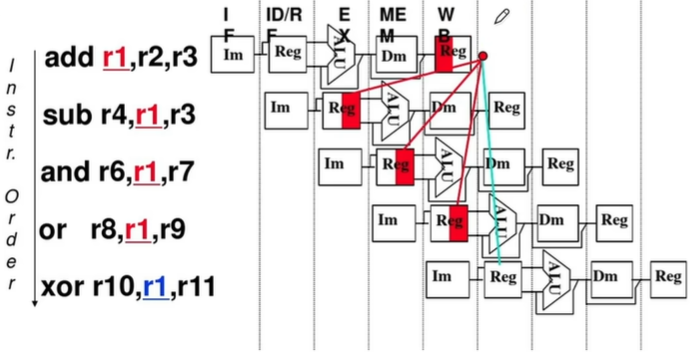 IF ID/RF EX MEM WB
Instr. Order
add r1,r2,r3 Im Reg ALU Dm Reg
sub r4,r1,r3 Im Reg ALU Dm Reg
and r6,r1,r7 Im Reg ALU Dm Reg
or r8,r1,r9 Im Reg ALU Dm Reg
xor r10,r1,r11 Im Reg ALU Dm Reg